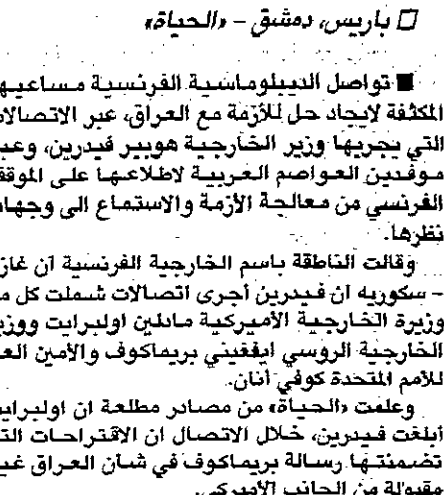 باريس، دمشق - «الحياة»
■ تواصل الديبلوماسية الفرنسية مساعيها
المكثفة لايجاد حل للأزمة مع العراق، عبر الاتصالات
التي يجريها وزير الخارجية هوبير فيدرين، وعبر
موفدين العواصم العربية لاطلاعها على الموقف
الفرنسي من معالجة الأزمة والاستماع الى وجهات
نظرها.
وقالت الناطقة باسم الخارجية الفرنسية آن غازو
- سكوريه ان فيدرين أجرى اتصالات شملت كل من
وزيرة الخارجية الأميركية مادلين اولبرايت ووزير
الخارجية الروسي ايفغيني بريماكوف والأمين العام
للأمم المتحدة كوفي أنان.
وعلمت «الحياة» من مصادر مطلعة ان اولبرايت
أبلغت فيدرين، خلال الاتصال ان الاقتراحات التي
تضمنتها رسالة بريماكوف في شأن العراق غير
مقبولة من الجانب الأميركي.